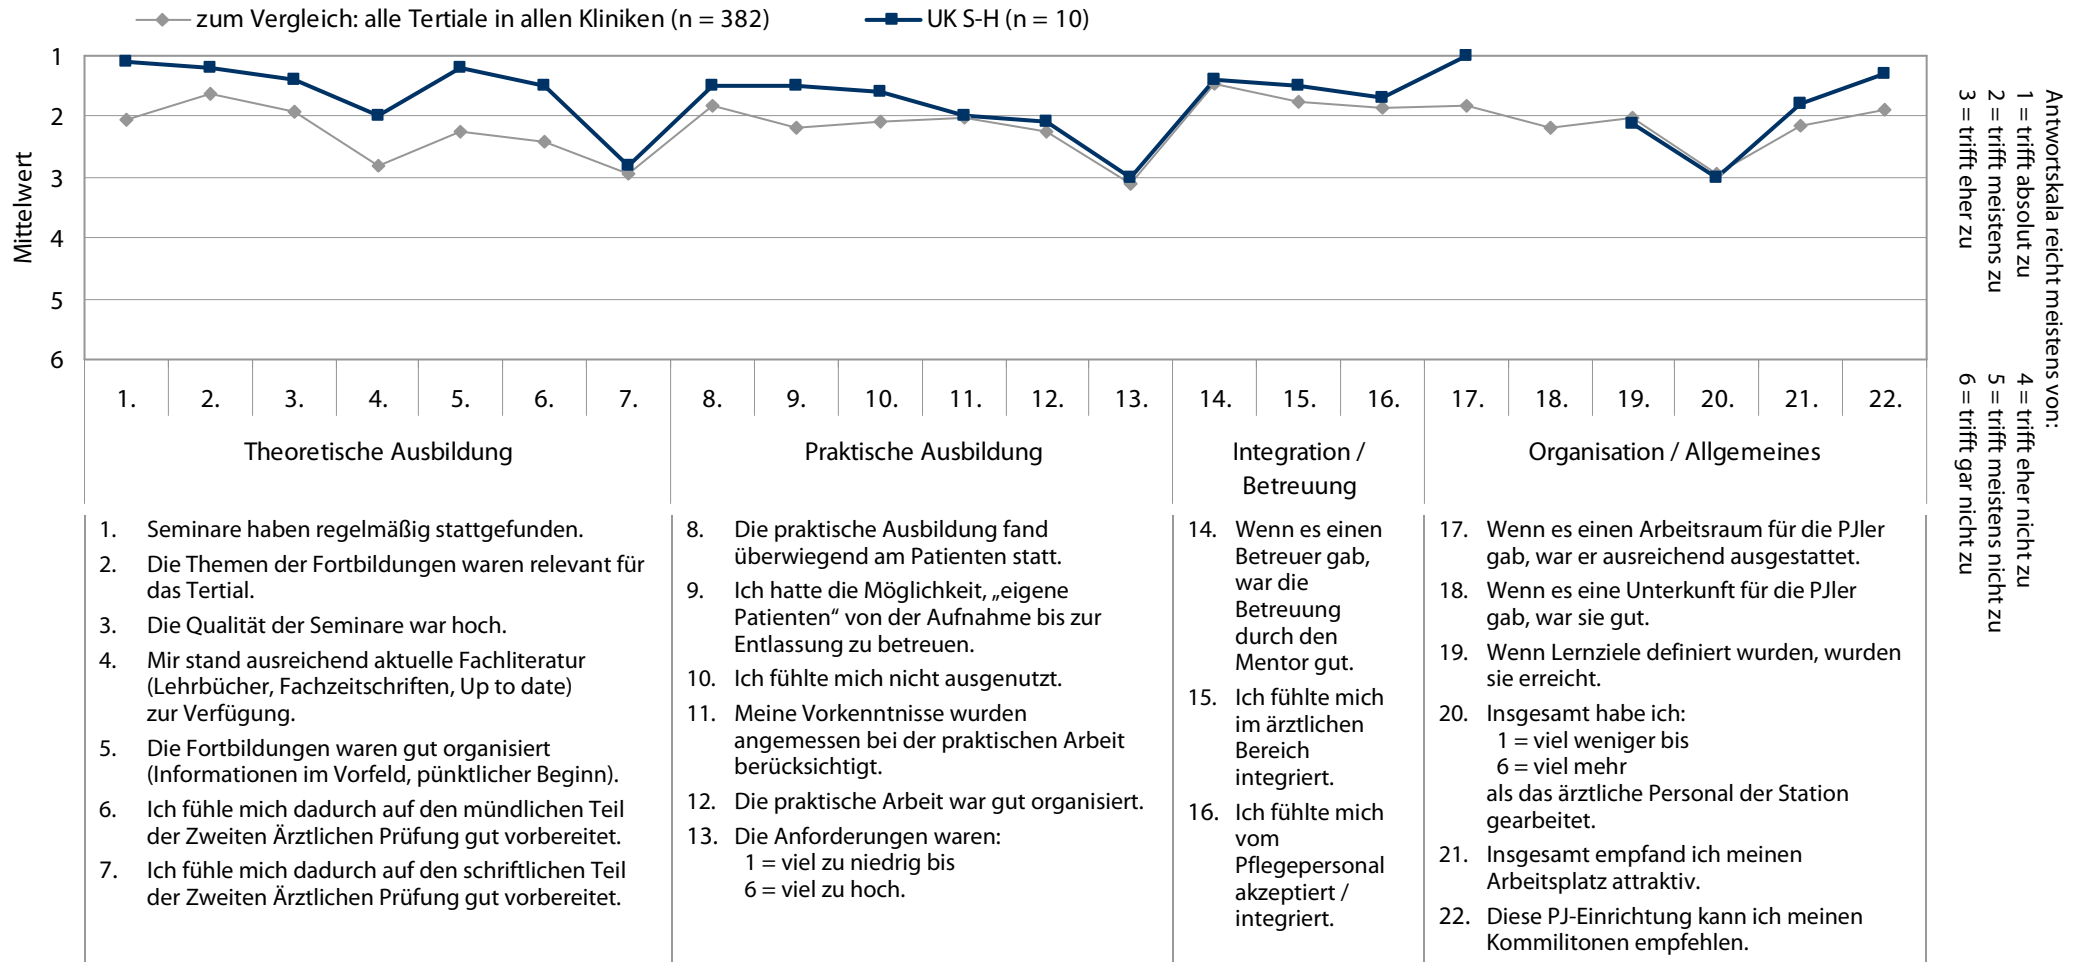 zum Vergleich: alle Tertiale in allen Kliniken (n = 382)
UK S-H (n = 10)
Mittelwert
1
2
3
4
5
6
1. 2. 3. 4. 5. 6. 7. 8. 9. 10. 11. 12. 13. 14. 15. 16. 17. 18. 19. 20. 21. 22.
Theoretische Ausbildung
Praktische Ausbildung
Integration /
Betreuung
Organisation / Allgemeines
1. Seminare haben regelmäßig stattgefunden.
2. Die Themen der Fortbildungen waren relevant für
das Tertial.
3. Die Qualität der Seminare war hoch.
4. Mir stand ausreichend aktuelle Fachliteratur
(Lehrbücher, Fachzeitschriften, Up to date)
zur Verfügung.
5. Die Fortbildungen waren gut organisiert
(Informationen im Vorfeld, pünktlicher Beginn).
6. Ich fühle mich dadurch auf den mündlichen Teil
der Zweiten Ärztlichen Prüfung gut vorbereitet.
7. Ich fühle mich dadurch auf den schriftlichen Teil
der Zweiten Ärztlichen Prüfung gut vorbereitet.
8. Die praktische Ausbildung fand
überwiegend am Patienten statt.
9. Ich hatte die Möglichkeit, „eigene
Patienten“ von der Aufnahme bis zur
Entlassung zu betreuen.
10. Ich fühlte mich nicht ausgenutzt.
11. Meine Vorkenntnisse wurden
angemessen bei der praktischen Arbeit
berücksichtigt.
12. Die praktische Arbeit war gut organisiert.
13. Die Anforderungen waren:
1 = viel zu niedrig bis
6 = viel zu hoch.
14. Wenn es einen
Betreuer gab,
war die
Betreuung
durch den
Mentor gut.
15. Ich fühlte mich
im ärztlichen
Bereich
integriert.
16. Ich fühlte mich
vom
Pflegepersonal
akzeptiert /
integriert.
17. Wenn es einen Arbeitsraum für die PJler
gab, war er ausreichend ausgestattet.
18. Wenn es eine Unterkunft für die PJler
gab, war sie gut.
19. Wenn Lernziele definiert wurden, wurden
sie erreicht.
20. Insgesamt habe ich:
1 = viel weniger bis
6 = viel mehr
als das ärztliche Personal der Station
gearbeitet.
21. Insgesamt empfand ich meinen
Arbeitsplatz attraktiv.
22. Diese PJ-Einrichtung kann ich meinen
Kommilitonen empfehlen.
Antwortskala reicht meistens von:
1 = trifft absolut zu
2 = trifft meistens zu
3 = trifft eher zu
4 = trifft eher nicht zu
5 = trifft meistens nicht zu
6 = trifft gar nicht zu